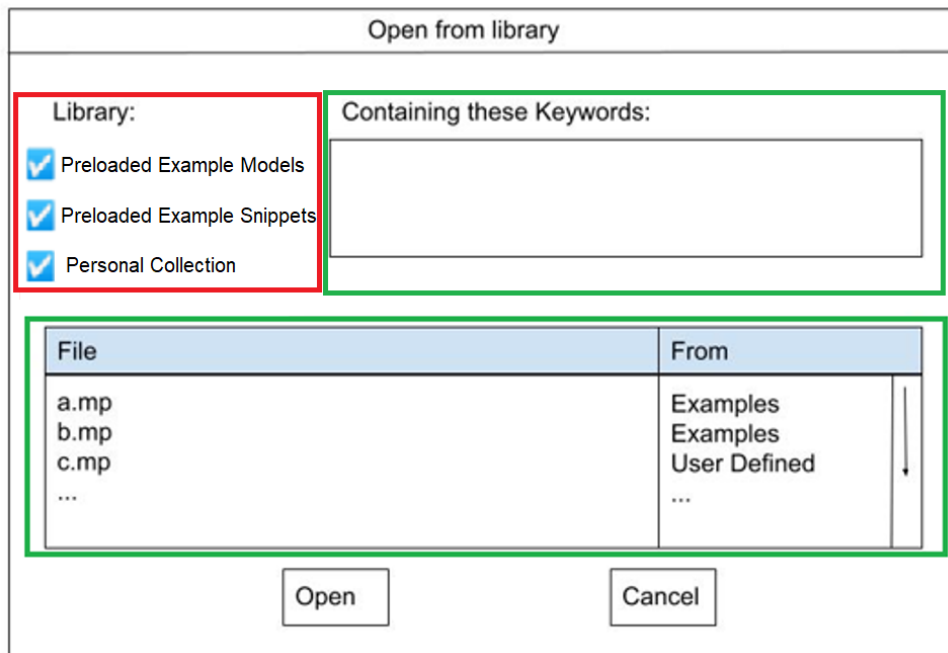 Open from library
Library:
Preloaded Example Models
Preloaded Example Snippets
Personal Collection
Containing these Keywords:
File From
a.mp Examples
b.mp Examples
c.mp User Defined
... ...
Open Cancel